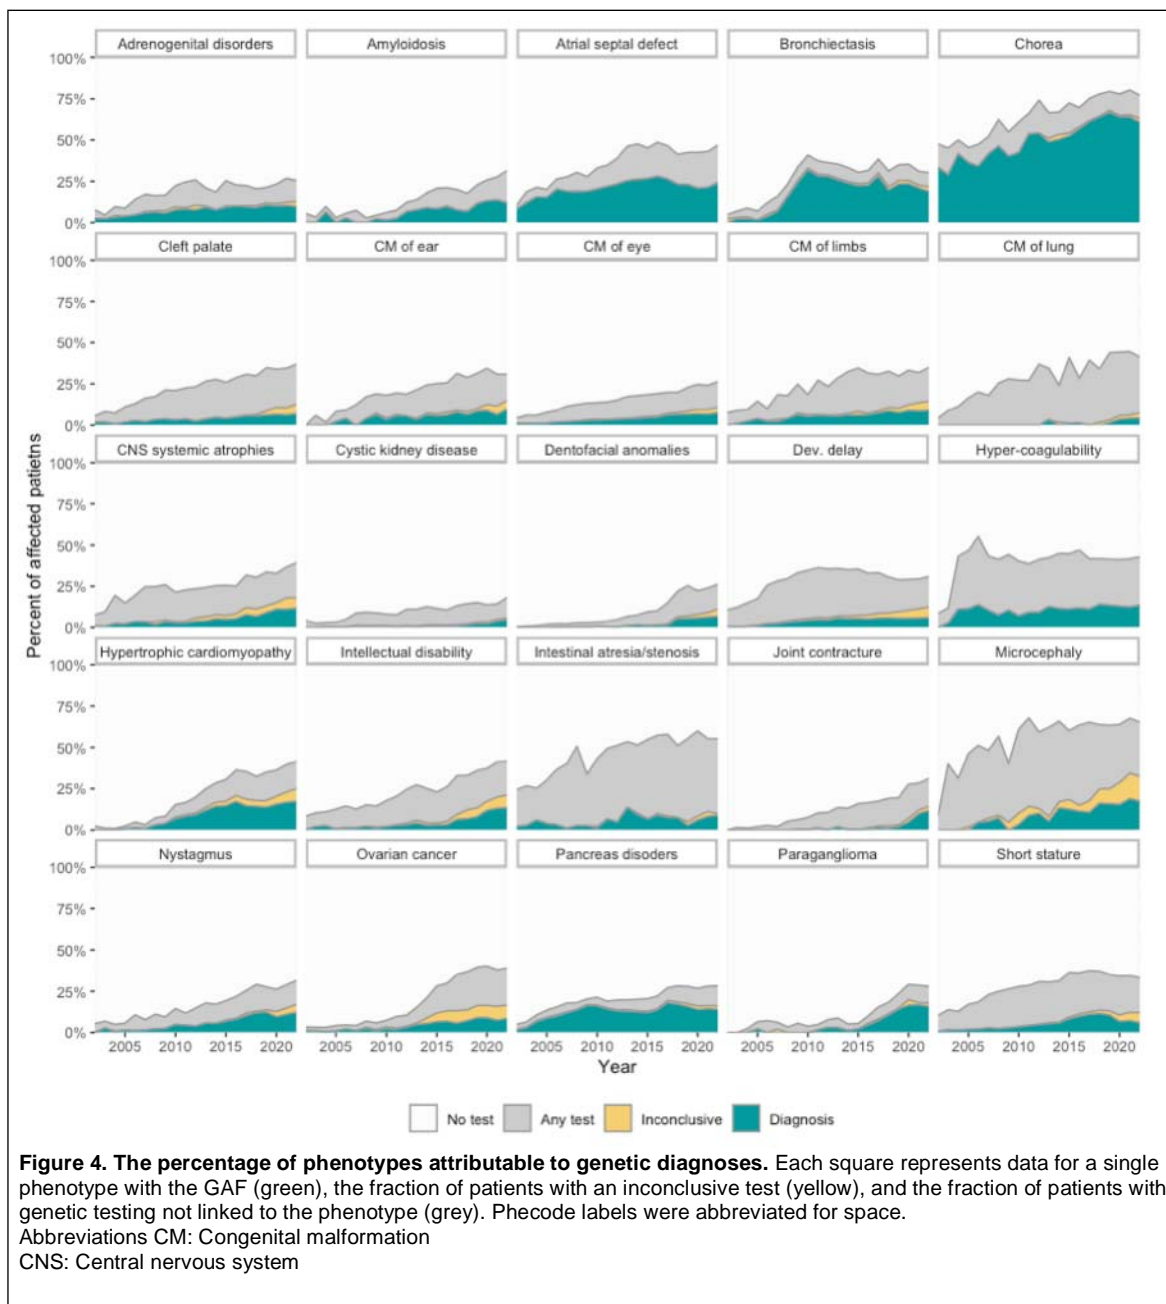 Adrenogenital disorders Amyloidosis Atrial septal defect Bronchiectasis Chorea
100%
75%
50%
25%
0%
Cleft palate CM of ear CM of eye CM of limbs CM of lung
100%
75%
50%
25%
0%
CNS systemic atrophies Cystic kidney disease Dentofacial anomalies Dev. delay Hyper-coagulability
100%
75%
50%
25%
0%
Percent of affected patietns
Hypertrophic cardiomyopathy Intellectual disability Intestinal atresia/stenosis Joint contracture Microcephaly
100%
75%
50%
25%
0%
Nystagmus Ovarian cancer Pancreas disoders Paraganglioma Short stature
100%
75%
50%
25%
0%
2005 2010 2015 2020 2005 2010 2015 2020 2005 2010 2015 2020 2005 2010 2015 2020 2005 2010 2015 2020
Year
No test Any test Inconclusive Diagnosis
Figure 4. The percentage of phenotypes attributable to genetic diagnoses. Each square represents data for a single
phenotype with the GAF (green), the fraction of patients with an inconclusive test (yellow), and the fraction of patients with
genetic testing not linked to the phenotype (grey). Phecode labels were abbreviated for space.
Abbreviations CM: Congenital malformation
CNS: Central nervous system